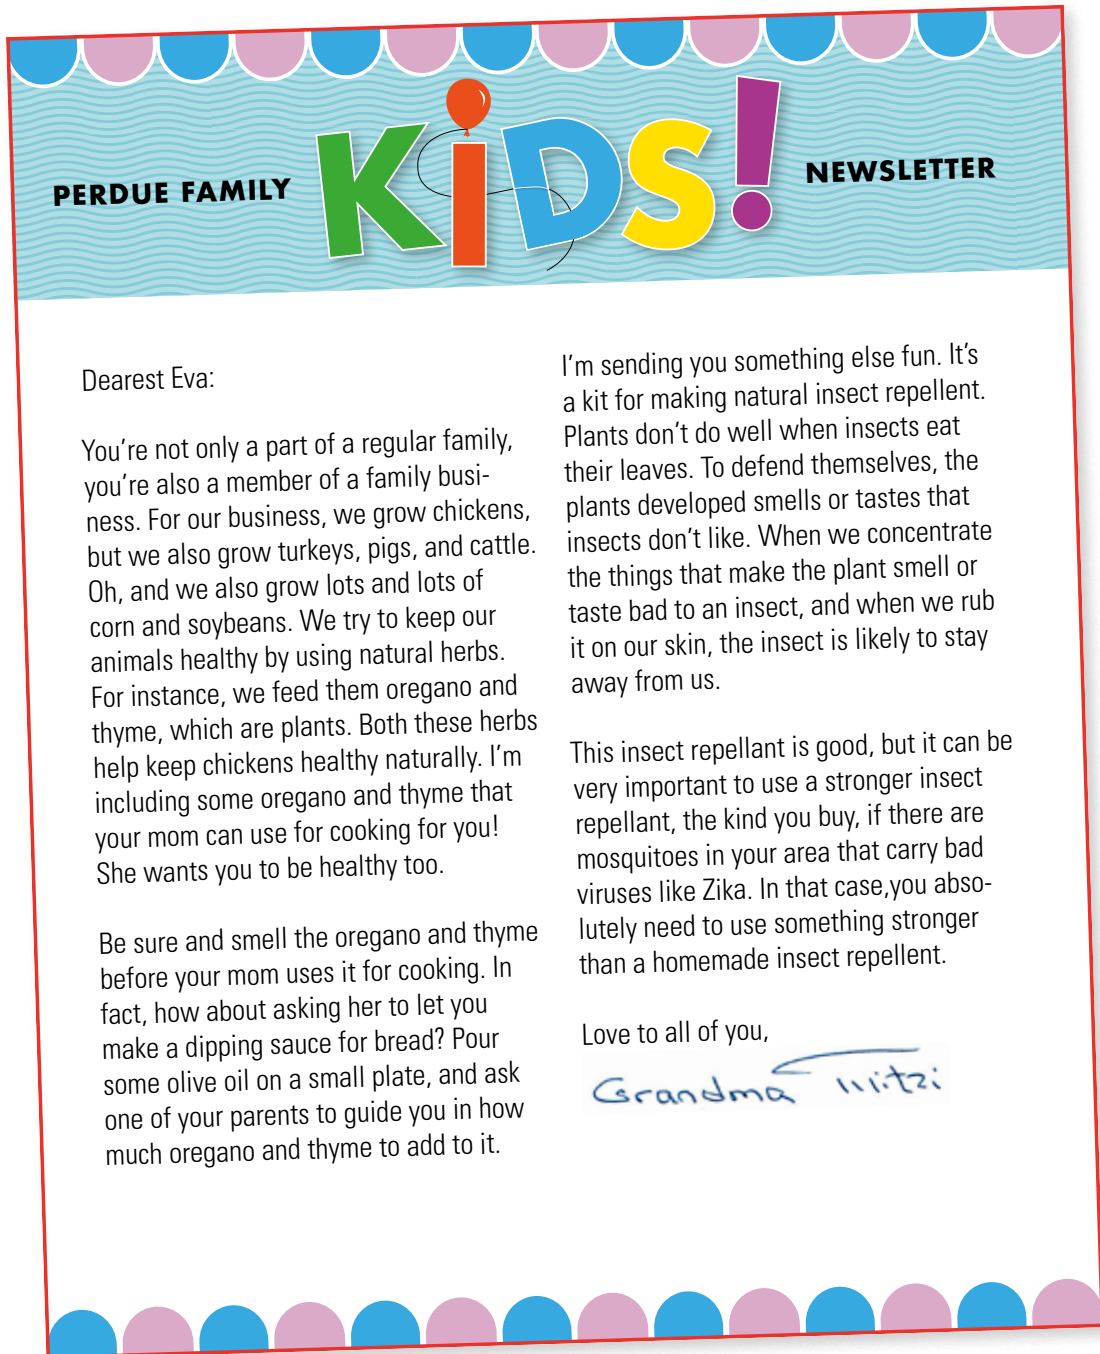 PERDUE FAMILY
KiDS!
NEWSLETTER
Dearest Eva:
You're not only a part of a regular family,
you're also a member of a family busi-
ness. For our business, we grow chickens,
but we also grow turkeys, pigs, and cattle.
Oh, and we also grow lots and lots of
corn and soybeans. We try to keep our
animals healthy by using natural herbs.
For instance, we feed them oregano and
thyme, which are plants. Both these herbs
help keep chickens healthy naturally. I'm
including some oregano and thyme that
your mom can use for cooking for you!
She wants you to be healthy too.
Be sure and smell the oregano and thyme
before your mom uses it for cooking. In
fact, how about asking her to let you
make a dipping sauce for bread? Pour
some olive oil on a small plate, and ask
one of your parents to guide you in how
much oregano and thyme to add to it.
I'm sending you something else fun. It's
a kit for making natural insect repellent.
Plants don't do well when insects eat
their leaves. To defend themselves, the
plants developed smells or tastes that
insects don't like. When we concentrate
the things that make the plant smell or
taste bad to an insect, and when we rub
it on our skin, the insect is likely to stay
away from us.
This insect repellant is good, but it can be
very important to use a stronger insect
repellant, the kind you buy, if there are
mosquitoes in your area that carry bad
viruses like Zika. In that case,you abso-
lutely need to use something stronger
than a homemade insect repellent.
Love to all of you,
Grandma Mitzi